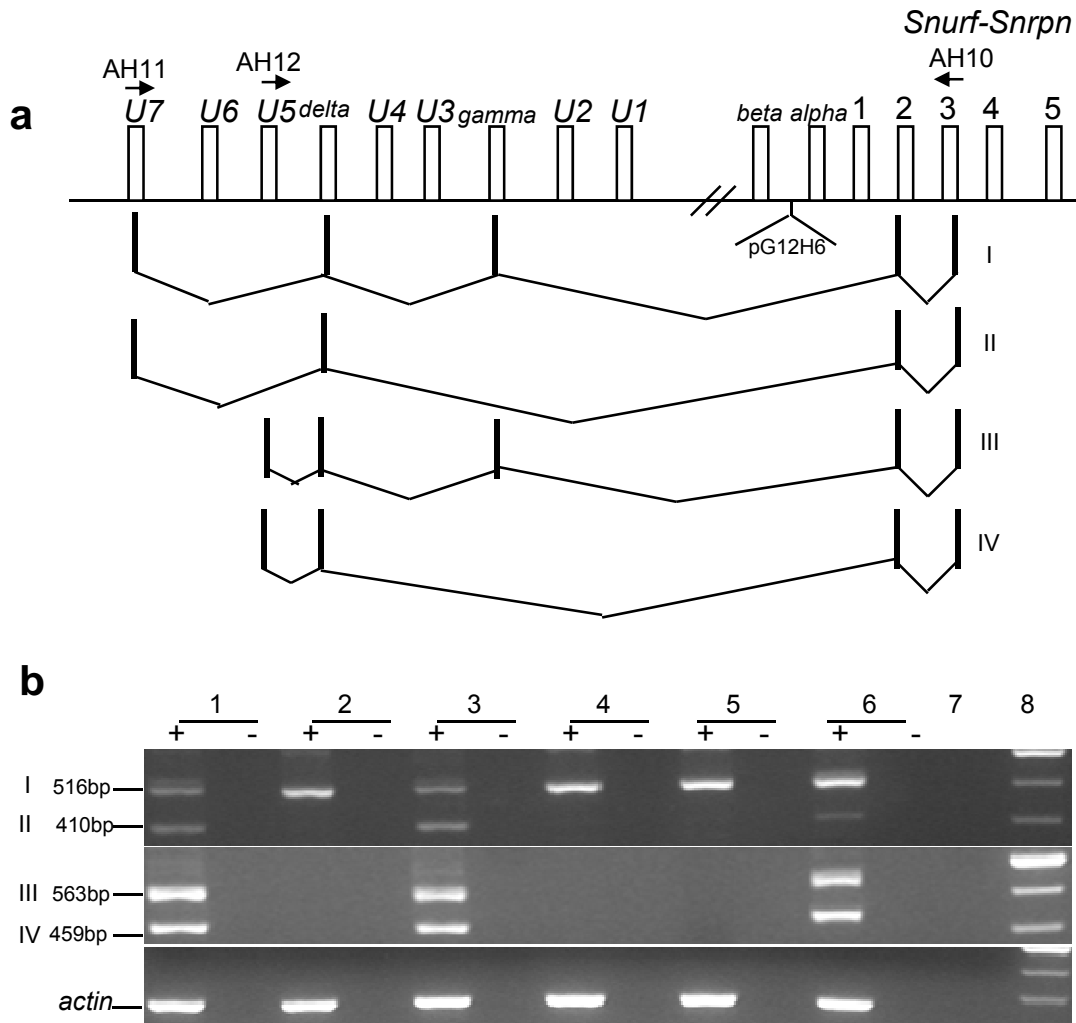 Snurf-Snrpn
AH11 AH12 AH10
a U7 U6 U5 delta U4 U3 gamma U2 U1 beta alpha 1 2 3 4 5
pG12H6
I
II
III
IV
b
1 2 3 4 5 6 7 8
+ - + - + - + - + - + -
I 516bp
II 410bp
III 563bp
IV 459bp
actin